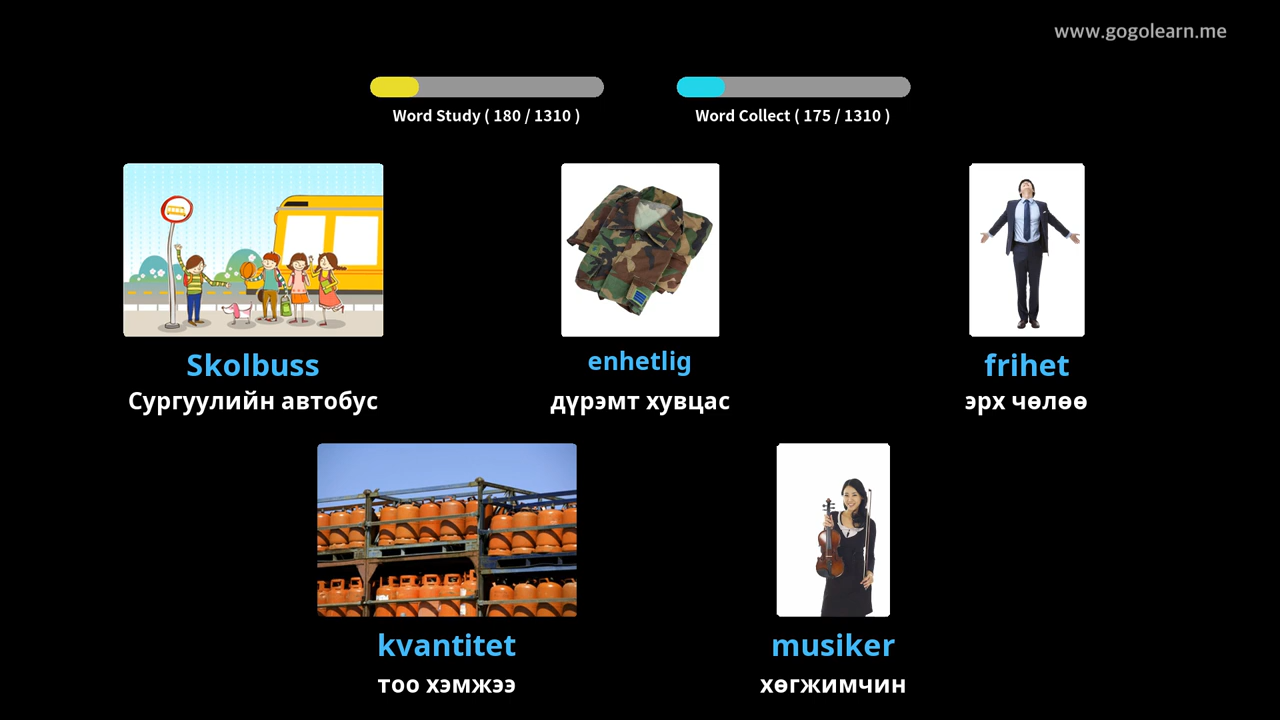 www.gogolearn.me
Word Study ( 180 / 1310 )
Word Collect ( 175 / 1310 )
Skolbuss
Сургуулийн автобус
enhetlig
дүрэмт хувцас
frihet
эрх чөлөө
kvantitet
тоо хэмжээ
musiker
хөгжимчин